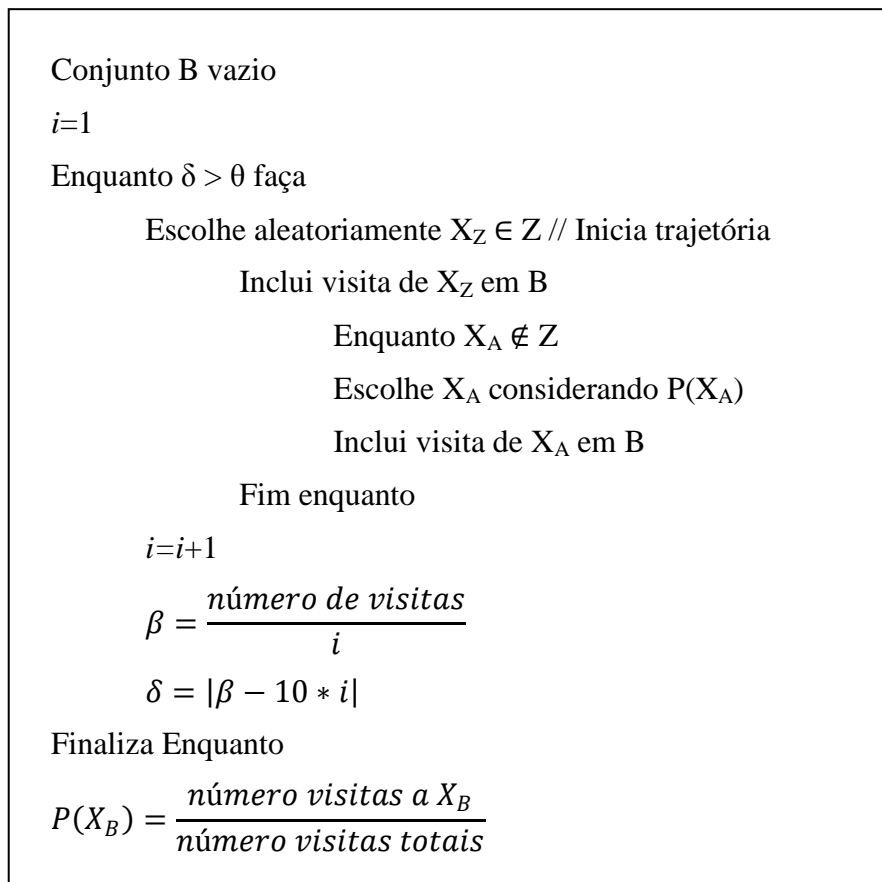 Conjunto B vazio
i=1
Enquanto δ > θ faça
Escolhe aleatoriamente X_Z ∈ Z // Inicia trajetória
Inclui visita de X_Z em B
Enquanto X_A ∉ Z
Escolhe X_A considerando P(X_A)
Inclui visita de X_A em B
Fim enquanto
i=i+1
β = número de visitas / i
δ = |β − 10 * i|
Finaliza Enquanto
P(X_B) = número visitas a X_B / número visitas totais